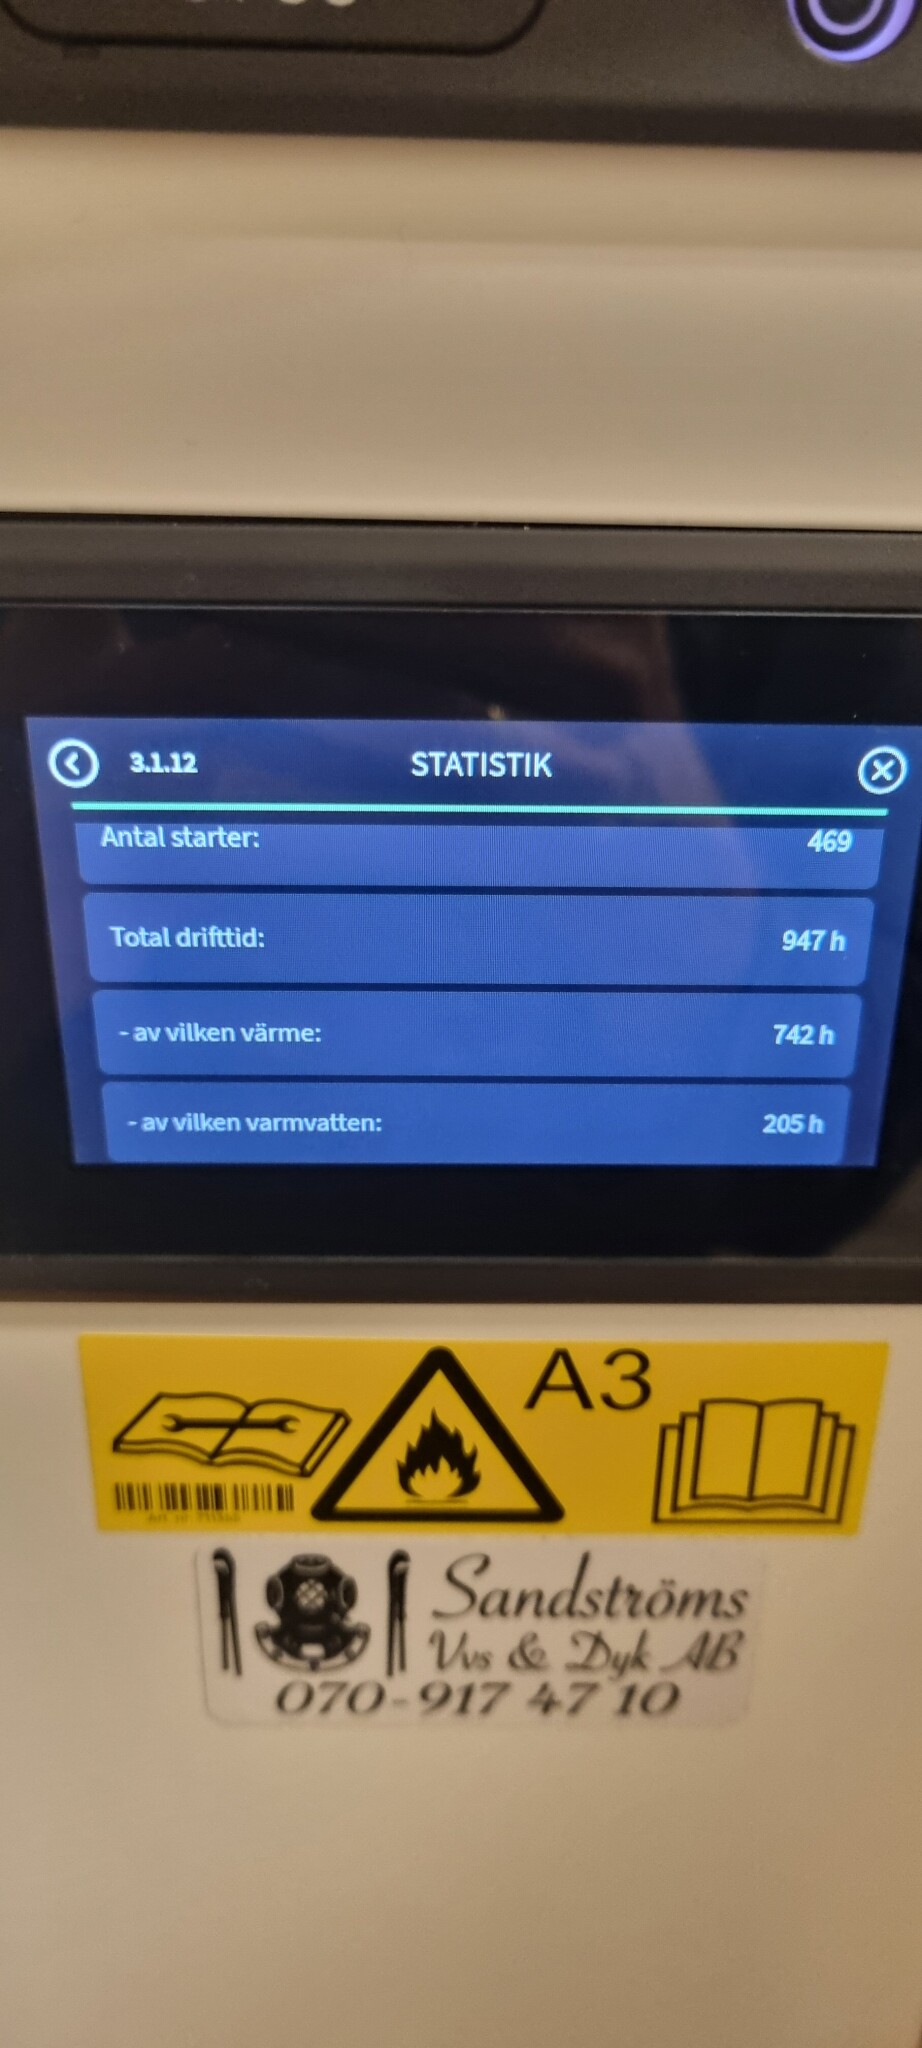 3.1.12 STATISTIK
Antal starter: 469
Total drifttid: 947 h
- av vilken värme: 742 h
- av vilken varmvatten: 205 h
A3
Sandströms
Vvs & Dyk AB
070-917 47 10